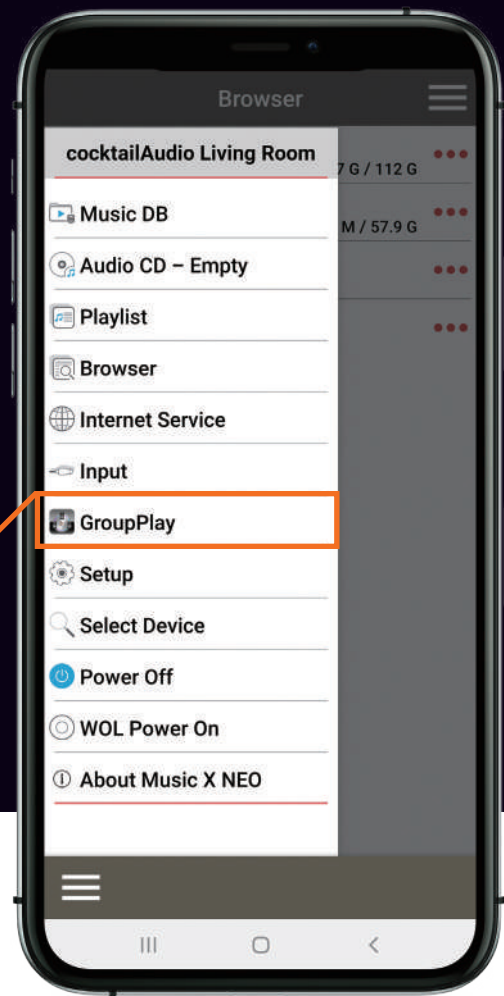 Browser
cocktailAudio Living Room
7 G / 112 G
Music DB
M / 57.9 G
Audio CD – Empty
Playlist
Browser
Internet Service
Input
GroupPlay
Setup
Select Device
Power Off
WOL Power On
About Music X NEO